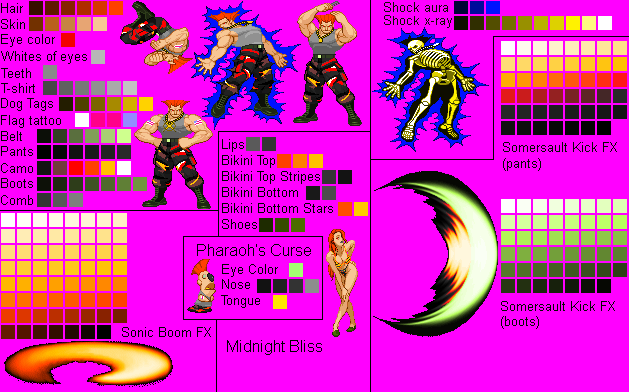 Hair
Skin
Eye color
Whites of eyes
Teeth
T-shirt
Dog Tags
Flag tattoo
Belt
Pants
Camo
Boots
Comb
Shock aura
Shock x-ray
Lips
Bikini Top
Bikini Top Stripes
Bikini Bottom
Bikini Bottom Stars
Shoes
Somersault Kick FX
(pants)
Pharaoh's Curse
Eye Color
Nose
Tongue
Sonic Boom FX
Midnight Bliss
Somersault Kick FX
(boots)